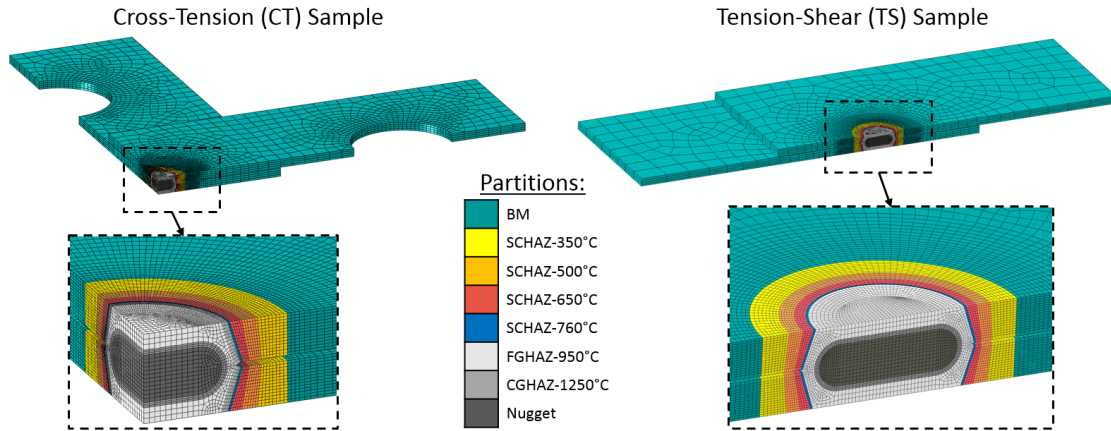 Cross-Tension (CT) Sample
Tension-Shear (TS) Sample
Partitions:
BM
SCHAZ-350°C
SCHAZ-500°C
SCHAZ-650°C
SCHAZ-760°C
FGHAZ-950°C
CGHAZ-1250°C
Nugget